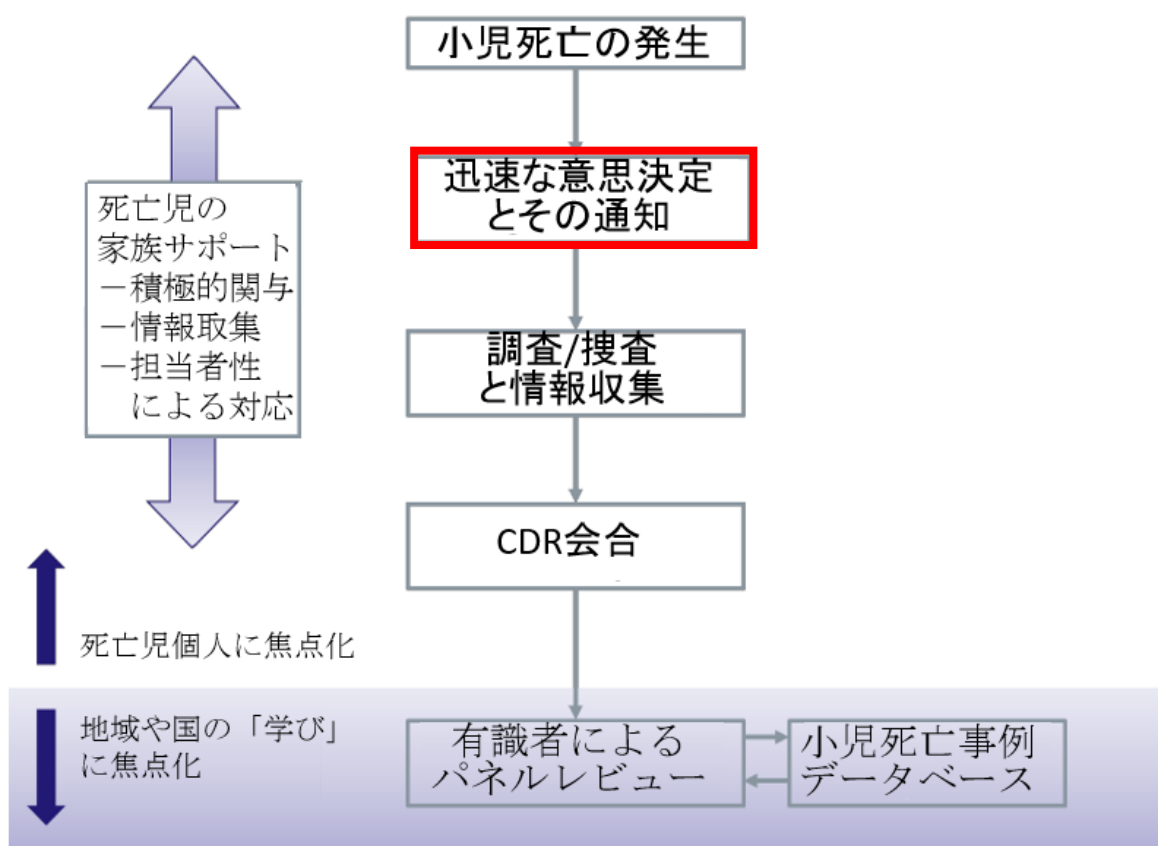 小児死亡の発生
迅速な意思決定
とその通知
死亡児の
家族サポート
－積極的関与
－情報取集
－担当者性
による対応
調査/捜査
と情報収集
CDR会合
死亡児個人に焦点化
地域や国の「学び」
に焦点化
有識者による
パネルレビュー
小児死亡事例
データベース